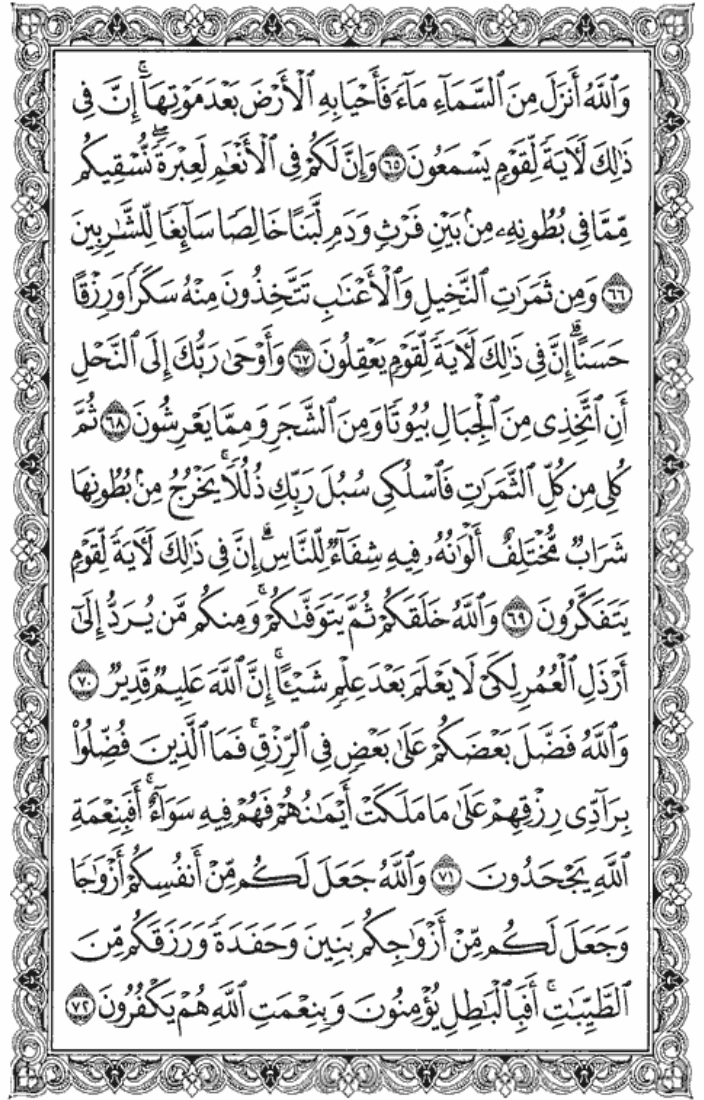 وَٱللَّهُ أَنزَلَ مِنَ ٱلسَّمَآءِ مَآءً فَأَحْيَا بِهِ ٱلْأَرْضَ بَعْدَ مَوْتِهَآ ۚ إِنَّ فِى
ذَٰلِكَ لَـَٔايَةً لِّقَوْمٍ يَسْمَعُونَ ٦٥ وَإِنَّ لَكُمْ فِى ٱلْأَنْعَـٰمِ لَعِبْرَةً ۖ نُّسْقِيكُم
مِّمَّا فِى بُطُونِهِۦ مِنۢ بَيْنِ فَرْثٍ وَدَمٍ لَّبَنًا خَالِصًا سَآئِغًا لِّلشَّـٰرِبِينَ
٦٦ وَمِن ثَمَرَٰتِ ٱلنَّخِيلِ وَٱلْأَعْنَـٰبِ تَتَّخِذُونَ مِنْهُ سَكَرًا وَرِزْقًا
حَسَنًا ۗ إِنَّ فِى ذَٰلِكَ لَـَٔايَةً لِّقَوْمٍ يَعْقِلُونَ ٦٧ وَأَوْحَىٰ رَبُّكَ إِلَى ٱلنَّحْلِ
أَنِ ٱتَّخِذِى مِنَ ٱلْجِبَالِ بُيُوتًا وَمِنَ ٱلشَّجَرِ وَمِمَّا يَعْرِشُونَ ٦٨ ثُمَّ
كُلِى مِن كُلِّ ٱلثَّمَرَٰتِ فَٱسْلُكِى سُبُلَ رَبِّكِ ذُلُلًا ۚ يَخْرُجُ مِنۢ بُطُونِهَا
شَرَابٌ مُّخْتَلِفٌ أَلْوَٰنُهُۥ فِيهِ شِفَآءٌ لِّلنَّاسِ ۗ إِنَّ فِى ذَٰلِكَ لَـَٔايَةً لِّقَوْمٍ
يَتَفَكَّرُونَ ٦٩ وَٱللَّهُ خَلَقَكُمْ ثُمَّ يَتَوَفَّىٰكُمْ ۚ وَمِنكُم مَّن يُرَدُّ إِلَىٰٓ
أَرْذَلِ ٱلْعُمُرِ لِكَىْ لَا يَعْلَمَ بَعْدَ عِلْمٍ شَيْـًٔا ۚ إِنَّ ٱللَّهَ عَلِيمٌ قَدِيرٌ ٧٠
وَٱللَّهُ فَضَّلَ بَعْضَكُمْ عَلَىٰ بَعْضٍ فِى ٱلرِّزْقِ ۚ فَمَا ٱلَّذِينَ فُضِّلُوا۟
بِرَآدِّى رِزْقِهِمْ عَلَىٰ مَا مَلَكَتْ أَيْمَـٰنُهُمْ فَهُمْ فِيهِ سَوَآءٌ ۚ أَفَبِنِعْمَةِ
ٱللَّهِ يَجْحَدُونَ ٧١ وَٱللَّهُ جَعَلَ لَكُم مِّنْ أَنفُسِكُمْ أَزْوَٰجًا
وَجَعَلَ لَكُم مِّنْ أَزْوَٰجِكُم بَنِينَ وَحَفَدَةً وَرَزَقَكُم مِّنَ
ٱلطَّيِّبَـٰتِ ۚ أَفَبِٱلْبَـٰطِلِ يُؤْمِنُونَ وَبِنِعْمَتِ ٱللَّهِ هُمْ يَكْفُرُونَ ٧٢